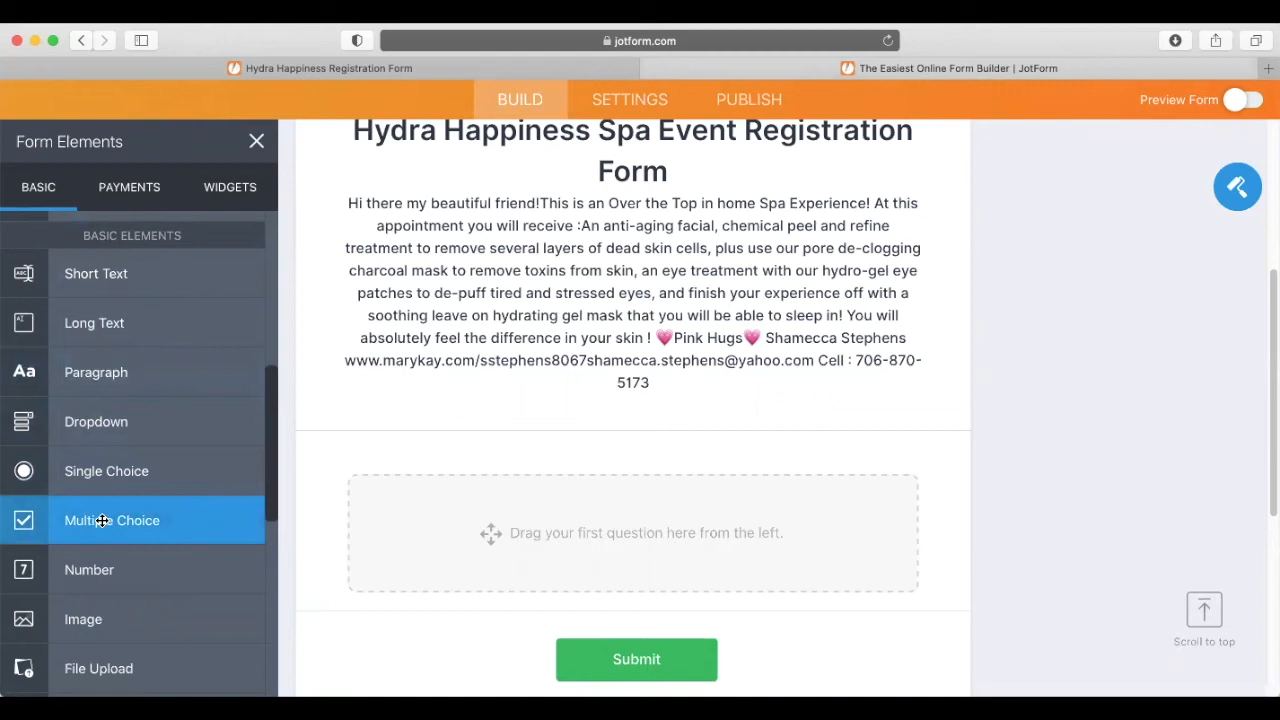 jotform.com
Hydra Happiness Registration Form
The Easiest Online Form Builder | JotForm
BUILD
SETTINGS
PUBLISH
Preview Form
Form Elements
BASIC
PAYMENTS
WIDGETS
BASIC ELEMENTS
Short Text
Long Text
Aa
Paragraph
Dropdown
Single Choice
Multiple Choice
7
Number
Image
File Upload
Hydra Happiness Spa Event Registration
Form
Hi there my beautiful friend!This is an Over the Top in home Spa Experience! At this
appointment you will receive :An anti-aging facial, chemical peel and refine
treatment to remove several layers of dead skin cells, plus use our pore de-clogging
charcoal mask to remove toxins from skin, an eye treatment with our hydro-gel eye
patches to de-puff tired and stressed eyes, and finish your experience off with a
soothing leave on hydrating gel mask that you will be able to sleep in! You will
absolutely feel the difference in your skin ! 💗Pink Hugs💗 Shamecca Stephens
www.marykay.com/sstephens8067shamecca.stephens@yahoo.com Cell : 706-870-
5173
Drag your first question here from the left.
Submit
Scroll to top